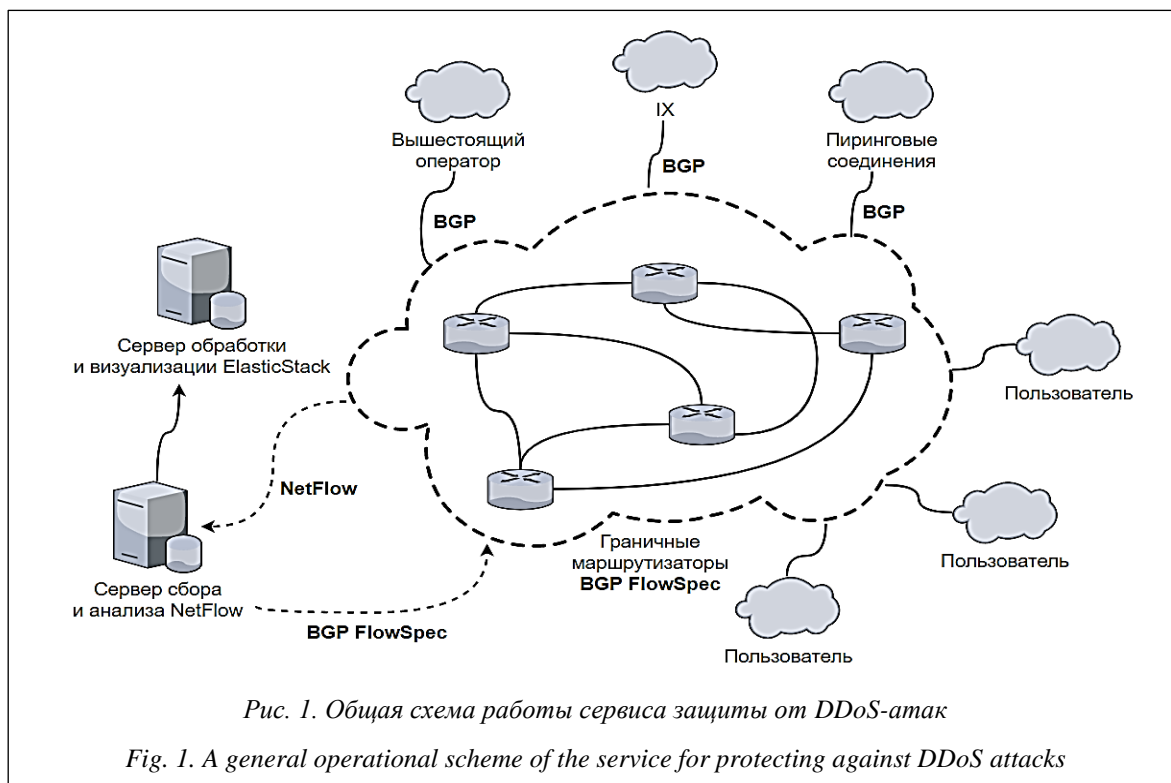 IX
Вышестоящий
оператор
Пиринговые
соединения
BGP
BGP
BGP
Сервер обработки
и визуализации ElasticStack
Пользователь
NetFlow
Пользователь
Граничные
маршрутизаторы
BGP FlowSpec
Сервер сбора
и анализа NetFlow
BGP FlowSpec
Пользователь
Рис. 1. Общая схема работы сервиса защиты от DDoS-атак
Fig. 1. A general operational scheme of the service for protecting against DDoS attacks